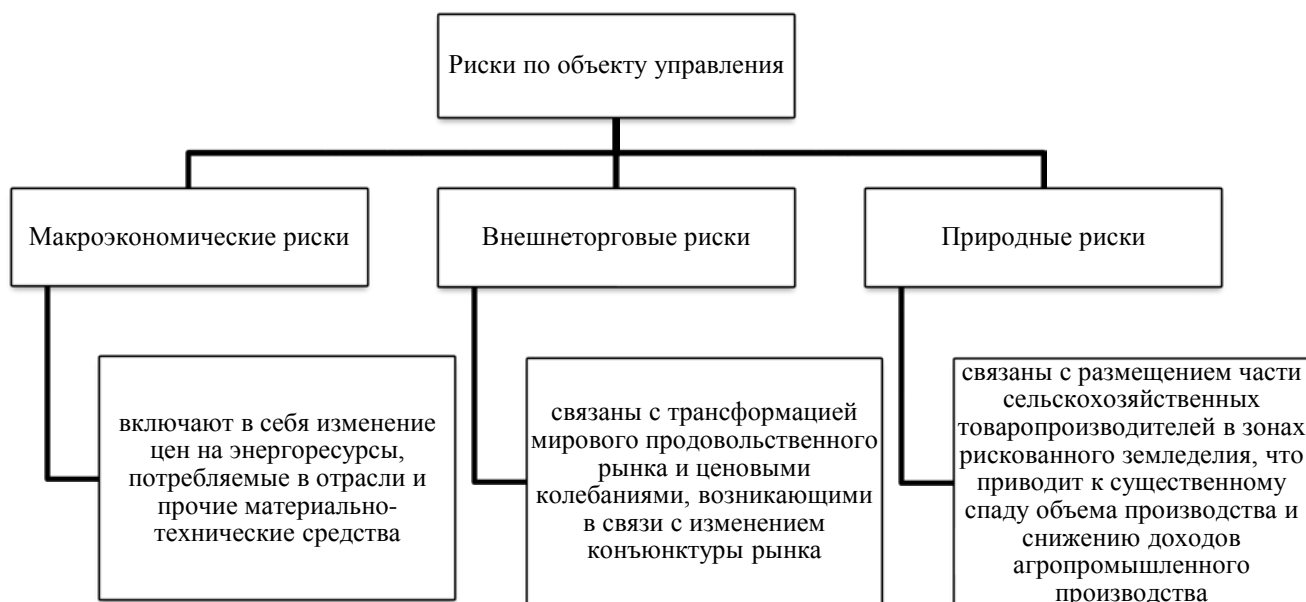 Риски по объекту управления
Макроэкономические риски
Внешнеторговые риски
Природные риски
включают в себя изменение
цен на энергоресурсы,
потребляемые в отрасли и
прочие материально-
технические средства
связаны с трансформацией
мирового продовольственного
рынка и ценовыми
колебаниями, возникающими
в связи с изменением
конъюнктуры рынка
связаны с размещением части
сельскохозяйственных
товаропроизводителей в зонах
рискованного земледелия, что
приводит к существенному
спаду объема производства и
снижению доходов
агропромышленного
производства